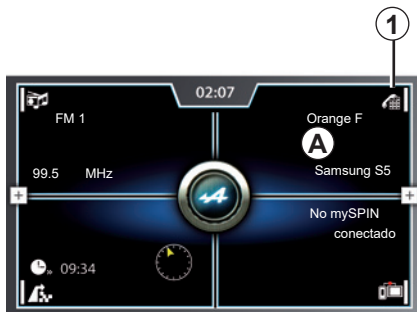 1
02:07
FM 1
Orange F
A
99.5 MHz
Samsung S5
+
+
No mySPIN
conectado
09:34